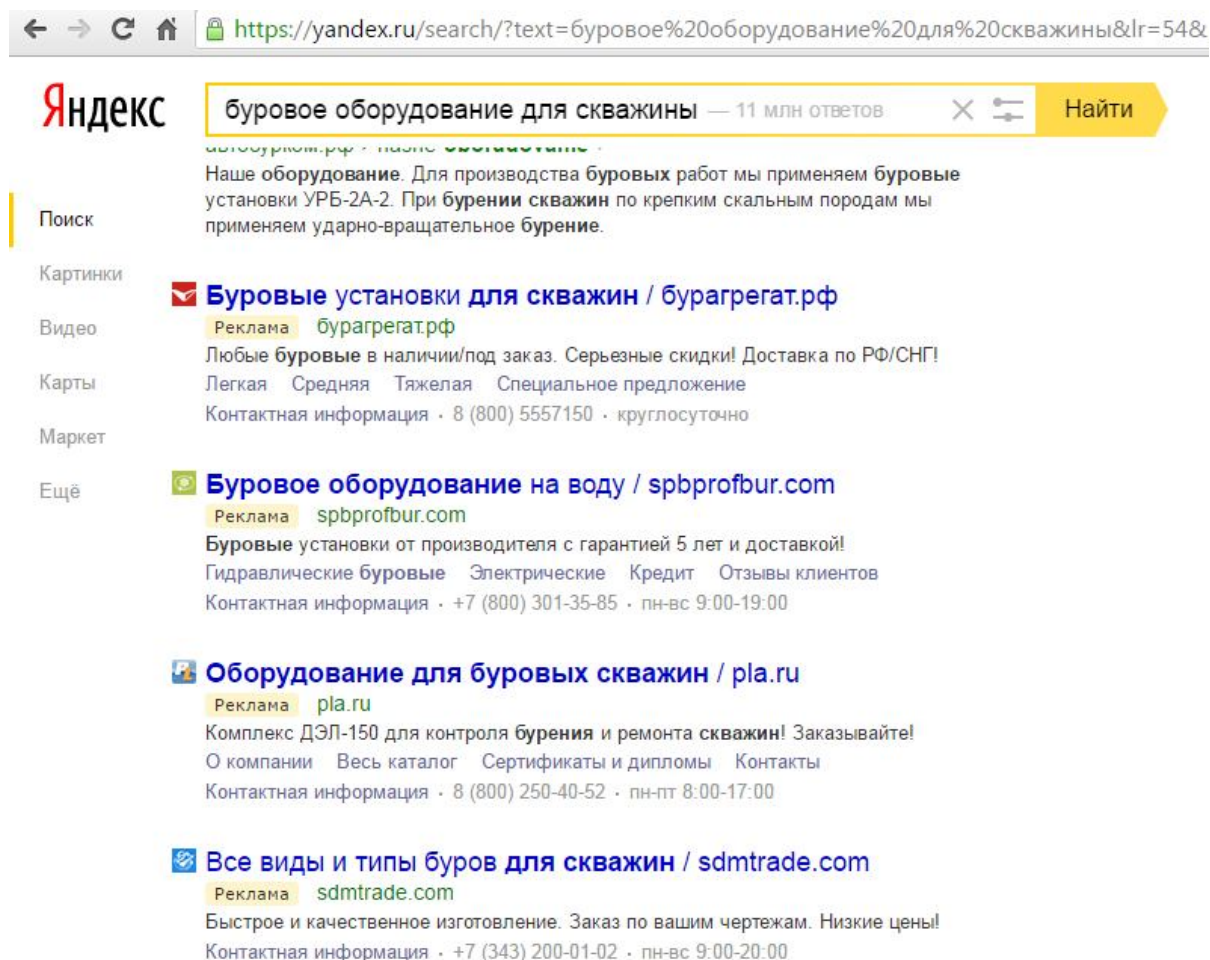 https://yandex.ru/search/?text=буровое%20оборудование%20для%20скважины&lr=54&
Яндекс
буровое оборудование для скважины — 11 млн ответов
Найти
Наше оборудование. Для производства буровых работ мы применяем буровые
установки УРБ-2А-2. При бурении скважин по крепким скальным породам мы
применяем ударно-вращательное бурение.
Поиск
Картинки
Видео
Карты
Маркет
Ещё
Буровые установки для скважин / бурагрегат.рф
Реклама бурагрегат.рф
Любые буровые в наличии/под заказ. Серьезные скидки! Доставка по РФ/СНГ!
Легкая Средняя Тяжелая Специальное предложение
Контактная информация · 8 (800) 5557150 · круглосуточно
Буровое оборудование на воду / spbprofbur.com
Реклама spbprofbur.com
Буровые установки от производителя с гарантией 5 лет и доставкой!
Гидравлические буровые Электрические Кредит Отзывы клиентов
Контактная информация · +7 (800) 301-35-85 · пн-вс 9:00-19:00
Оборудование для буровых скважин / pla.ru
Реклама pla.ru
Комплекс ДЭЛ-150 для контроля бурения и ремонта скважин! Заказывайте!
О компании Весь каталог Сертификаты и дипломы Контакты
Контактная информация · 8 (800) 250-40-52 · пн-пт 8:00-17:00
Все виды и типы буров для скважин / sdmtrade.com
Реклама sdmtrade.com
Быстрое и качественное изготовление. Заказ по вашим чертежам. Низкие цены!
Контактная информация · +7 (343) 200-01-02 · пн-вс 9:00-20:00